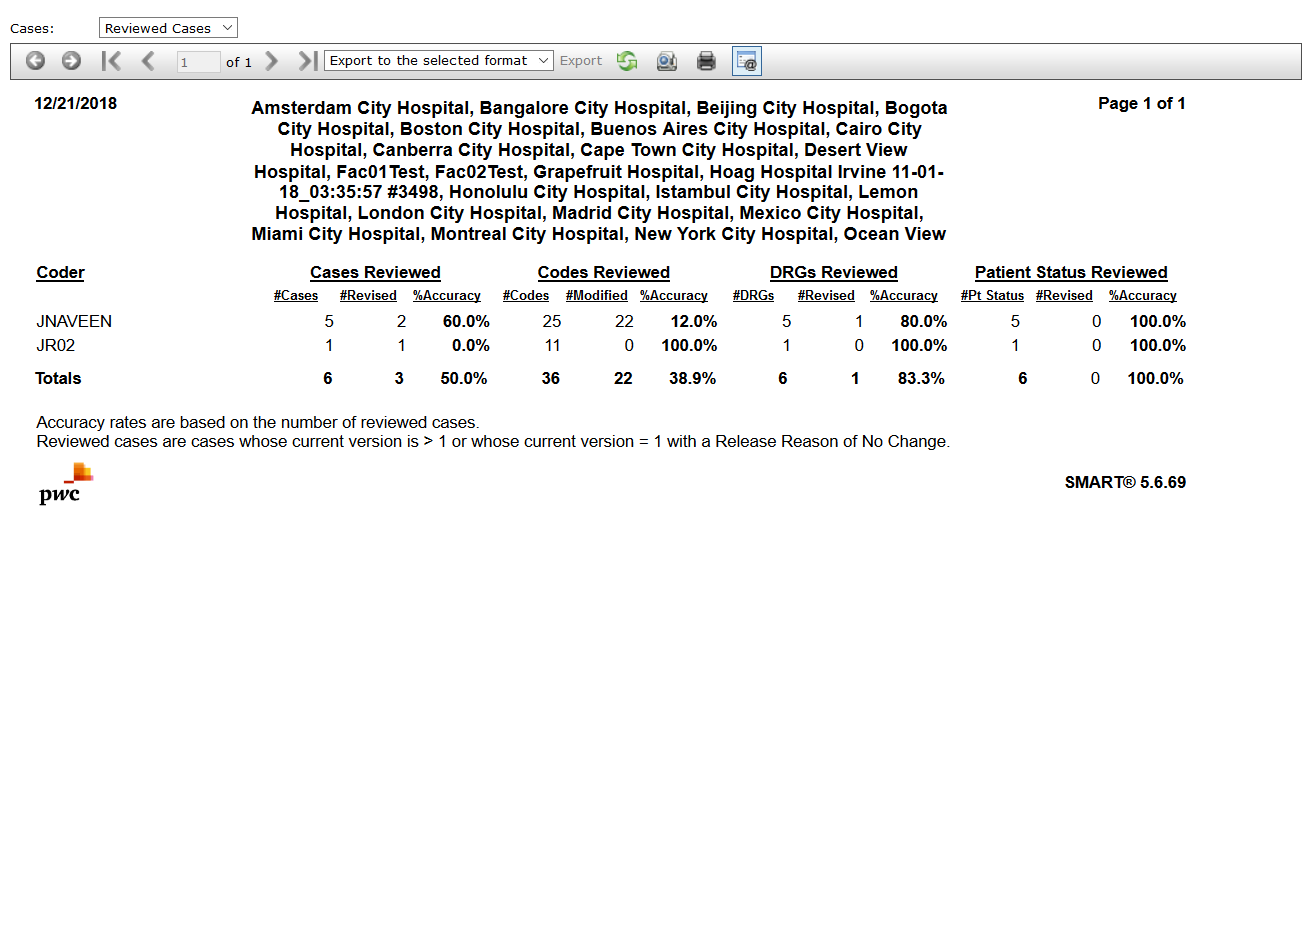 Cases: Reviewed Cases
1 of 1 Export to the selected format Export
12/21/2018
Page 1 of 1
Amsterdam City Hospital, Bangalore City Hospital, Beijing City Hospital, Bogota
City Hospital, Boston City Hospital, Buenos Aires City Hospital, Cairo City
Hospital, Canberra City Hospital, Cape Town City Hospital, Desert View
Hospital, Fac01Test, Fac02Test, Grapefruit Hospital, Hoag Hospital Irvine 11-01-
18_03:35:57 #3498, Honolulu City Hospital, Istambul City Hospital, Lemon
Hospital, London City Hospital, Madrid City Hospital, Mexico City Hospital,
Miami City Hospital, Montreal City Hospital, New York City Hospital, Ocean View
Coder Cases Reviewed Codes Reviewed DRGs Reviewed Patient Status Reviewed
#Cases #Revised %Accuracy #Codes #Modified %Accuracy #DRGs #Revised %Accuracy #Pt Status #Revised %Accuracy
JNAVEEN 5 2 60.0% 25 22 12.0% 5 1 80.0% 5 0 100.0%
JR02 1 1 0.0% 11 0 100.0% 1 0 100.0% 1 0 100.0%
Totals 6 3 50.0% 36 22 38.9% 6 1 83.3% 6 0 100.0%
Accuracy rates are based on the number of reviewed cases.
Reviewed cases are cases whose current version is > 1 or whose current version = 1 with a Release Reason of No Change.
pwc
SMART® 5.6.69